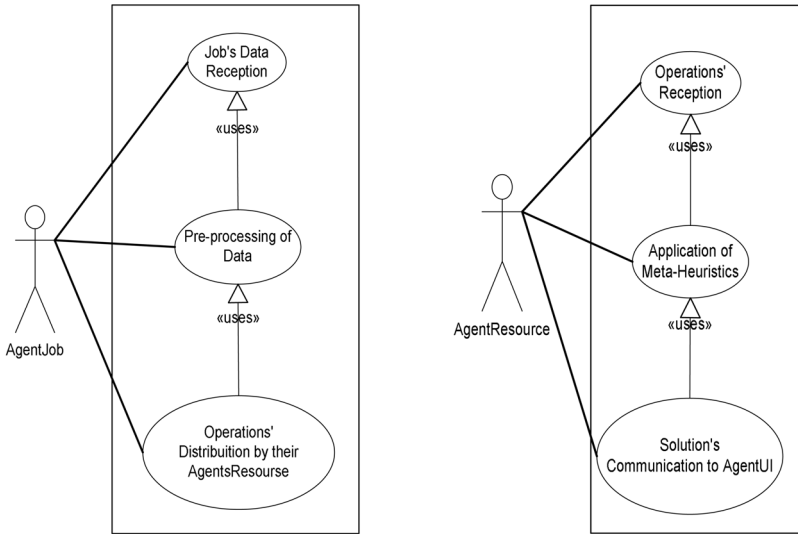 Job's Data
Reception
«uses»
Pre-processing of
Data
«uses»
AgentJob
Operations'
Distribuition by their
AgentsResourse
Operations'
Reception
«uses»
Application of
Meta-Heuristics
«uses»
AgentResource
Solution's
Communication to AgentUI